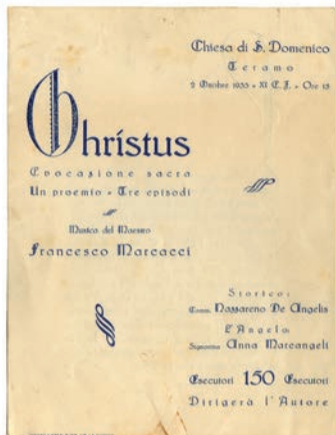 Chiesa di S. Domenico
Teramo
2 Ottobre 1933 - XI E.F. - Ore 18
Christus
Evocazione sacra
Un proemio - Tre episodi
Musica del Maestro
Francesco Marcacci
Storico:
Comm. Nazzareno De Angelis
L'Angelo:
Signorina Anna Marcangeli
Esecutori 150 Esecutori
Dirigerà l'Autore